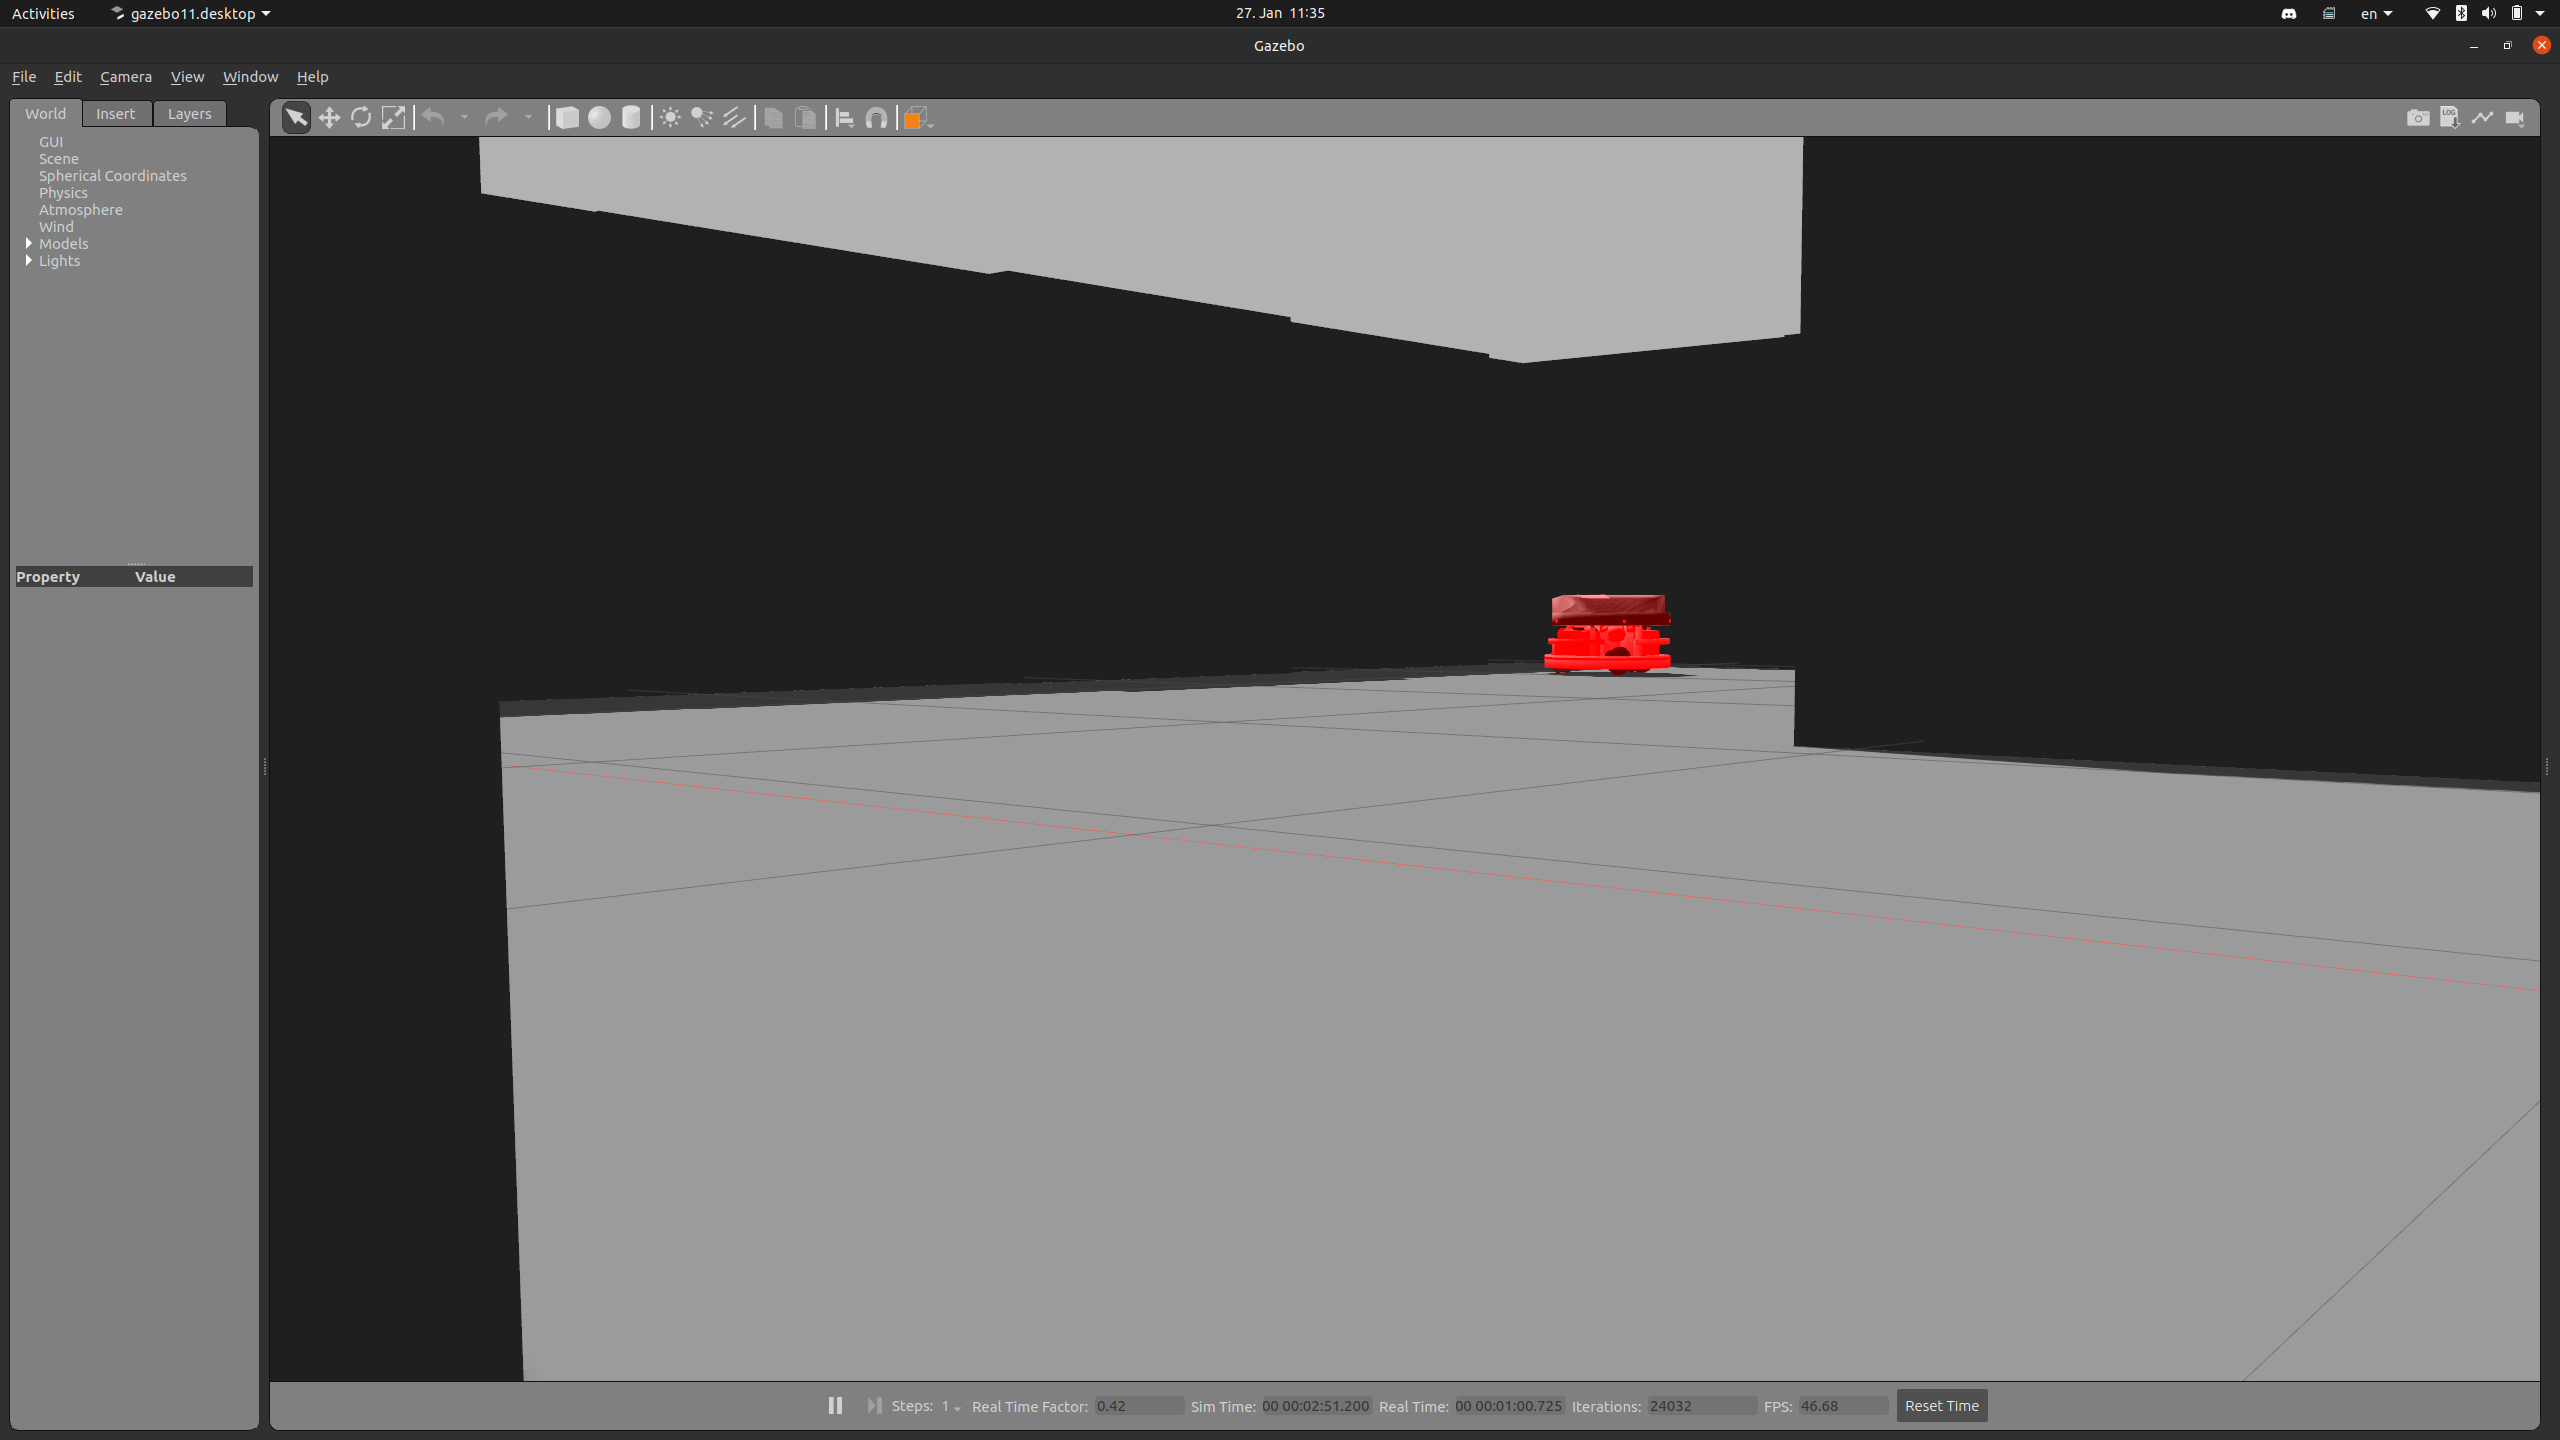 Activities gazebo11.desktop 27. Jan 11:35 en
Gazebo
File Edit Camera View Window Help
World Insert Layers
GUI
Scene
Spherical Coordinates
Physics
Atmosphere
Wind
Models
Lights
Property Value
LOG
Steps: 1 Real Time Factor: 0.42 Sim Time: 00 00:02:51.200 Real Time: 00 00:01:00.725 Iterations: 24032 FPS: 46.68 Reset Time